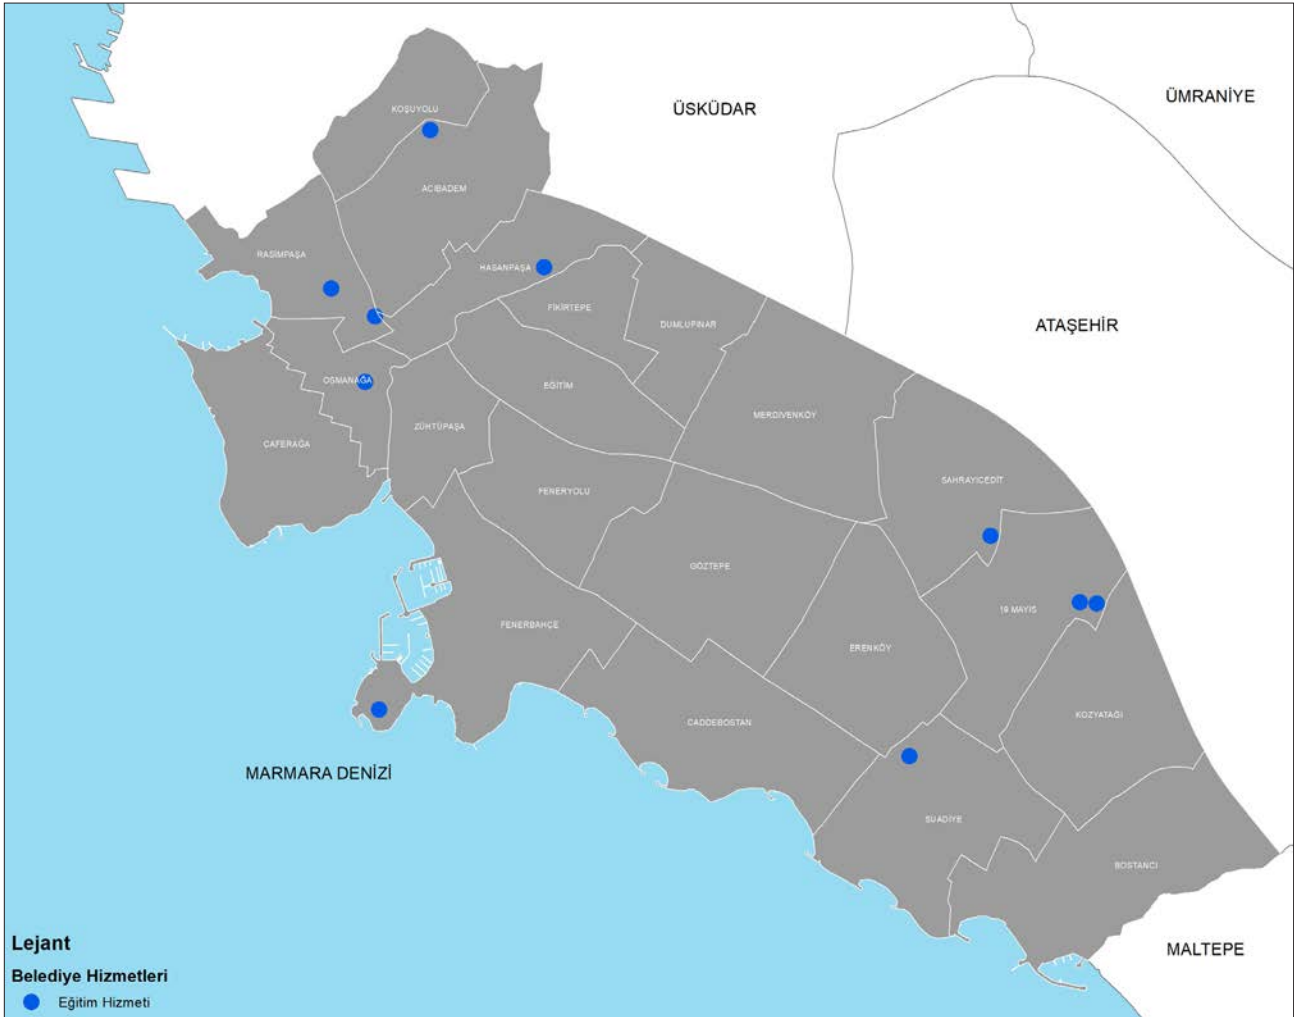 ÜMRANİYE
ÜSKÜDAR
KOŞUYOLU
ACIBADEM
RASİMPAŞA
HASANPAŞA
FİKİRTEPE
DUMLUPINAR
ATAŞEHİR
OSMANAĞA
EĞİTİM
MERDİVENKÖY
ZÜHTÜPAŞA
CAFERAĞA
SAHRAYICEDİT
FENERYOLU
GÖZTEPE
19 MAYIS
FENERBAHÇE
ERENKÖY
KOZYATAĞI
CADDEBOSTAN
MARMARA DENİZİ
SUADİYE
BOSTANCI
MALTEPE
Lejant
Belediye Hizmetleri
Eğitim Hizmeti